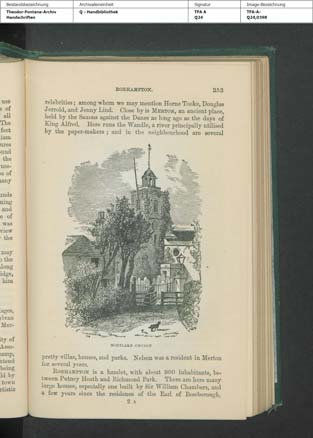 Bestandsbezeichnung Archivaleinheit Signatur Image-Bezeichnung
Theodor-Fontane-Archiv Q - Handbibliothek TFA A TFA-A-
Handschriften Q24 Q24,0398
ROEHAMPTON. 253
celebrities; among whom we may mention Horne Tooke, Douglas
Jerrold, and Jenny Lind. Close by is MERTON, an ancient place,
held by the Saxons against the Danes as long ago as the days of
King Alfred. Here runs the Wandle, a river principally utilised
by the paper-makers; and in the neighbourhood are several
MORTLAKE CHURCH
pretty villas, houses, and parks. Nelson was a resident in Merton
for several years.
ROEHAMPTON is a hamlet, with about 900 inhabitants, be-
tween Putney Heath and Richmond Park. There are here many
large houses, especially one built by Sir William Chambers, and
a few years since the residence of the Earl of Bessborough,
2 A